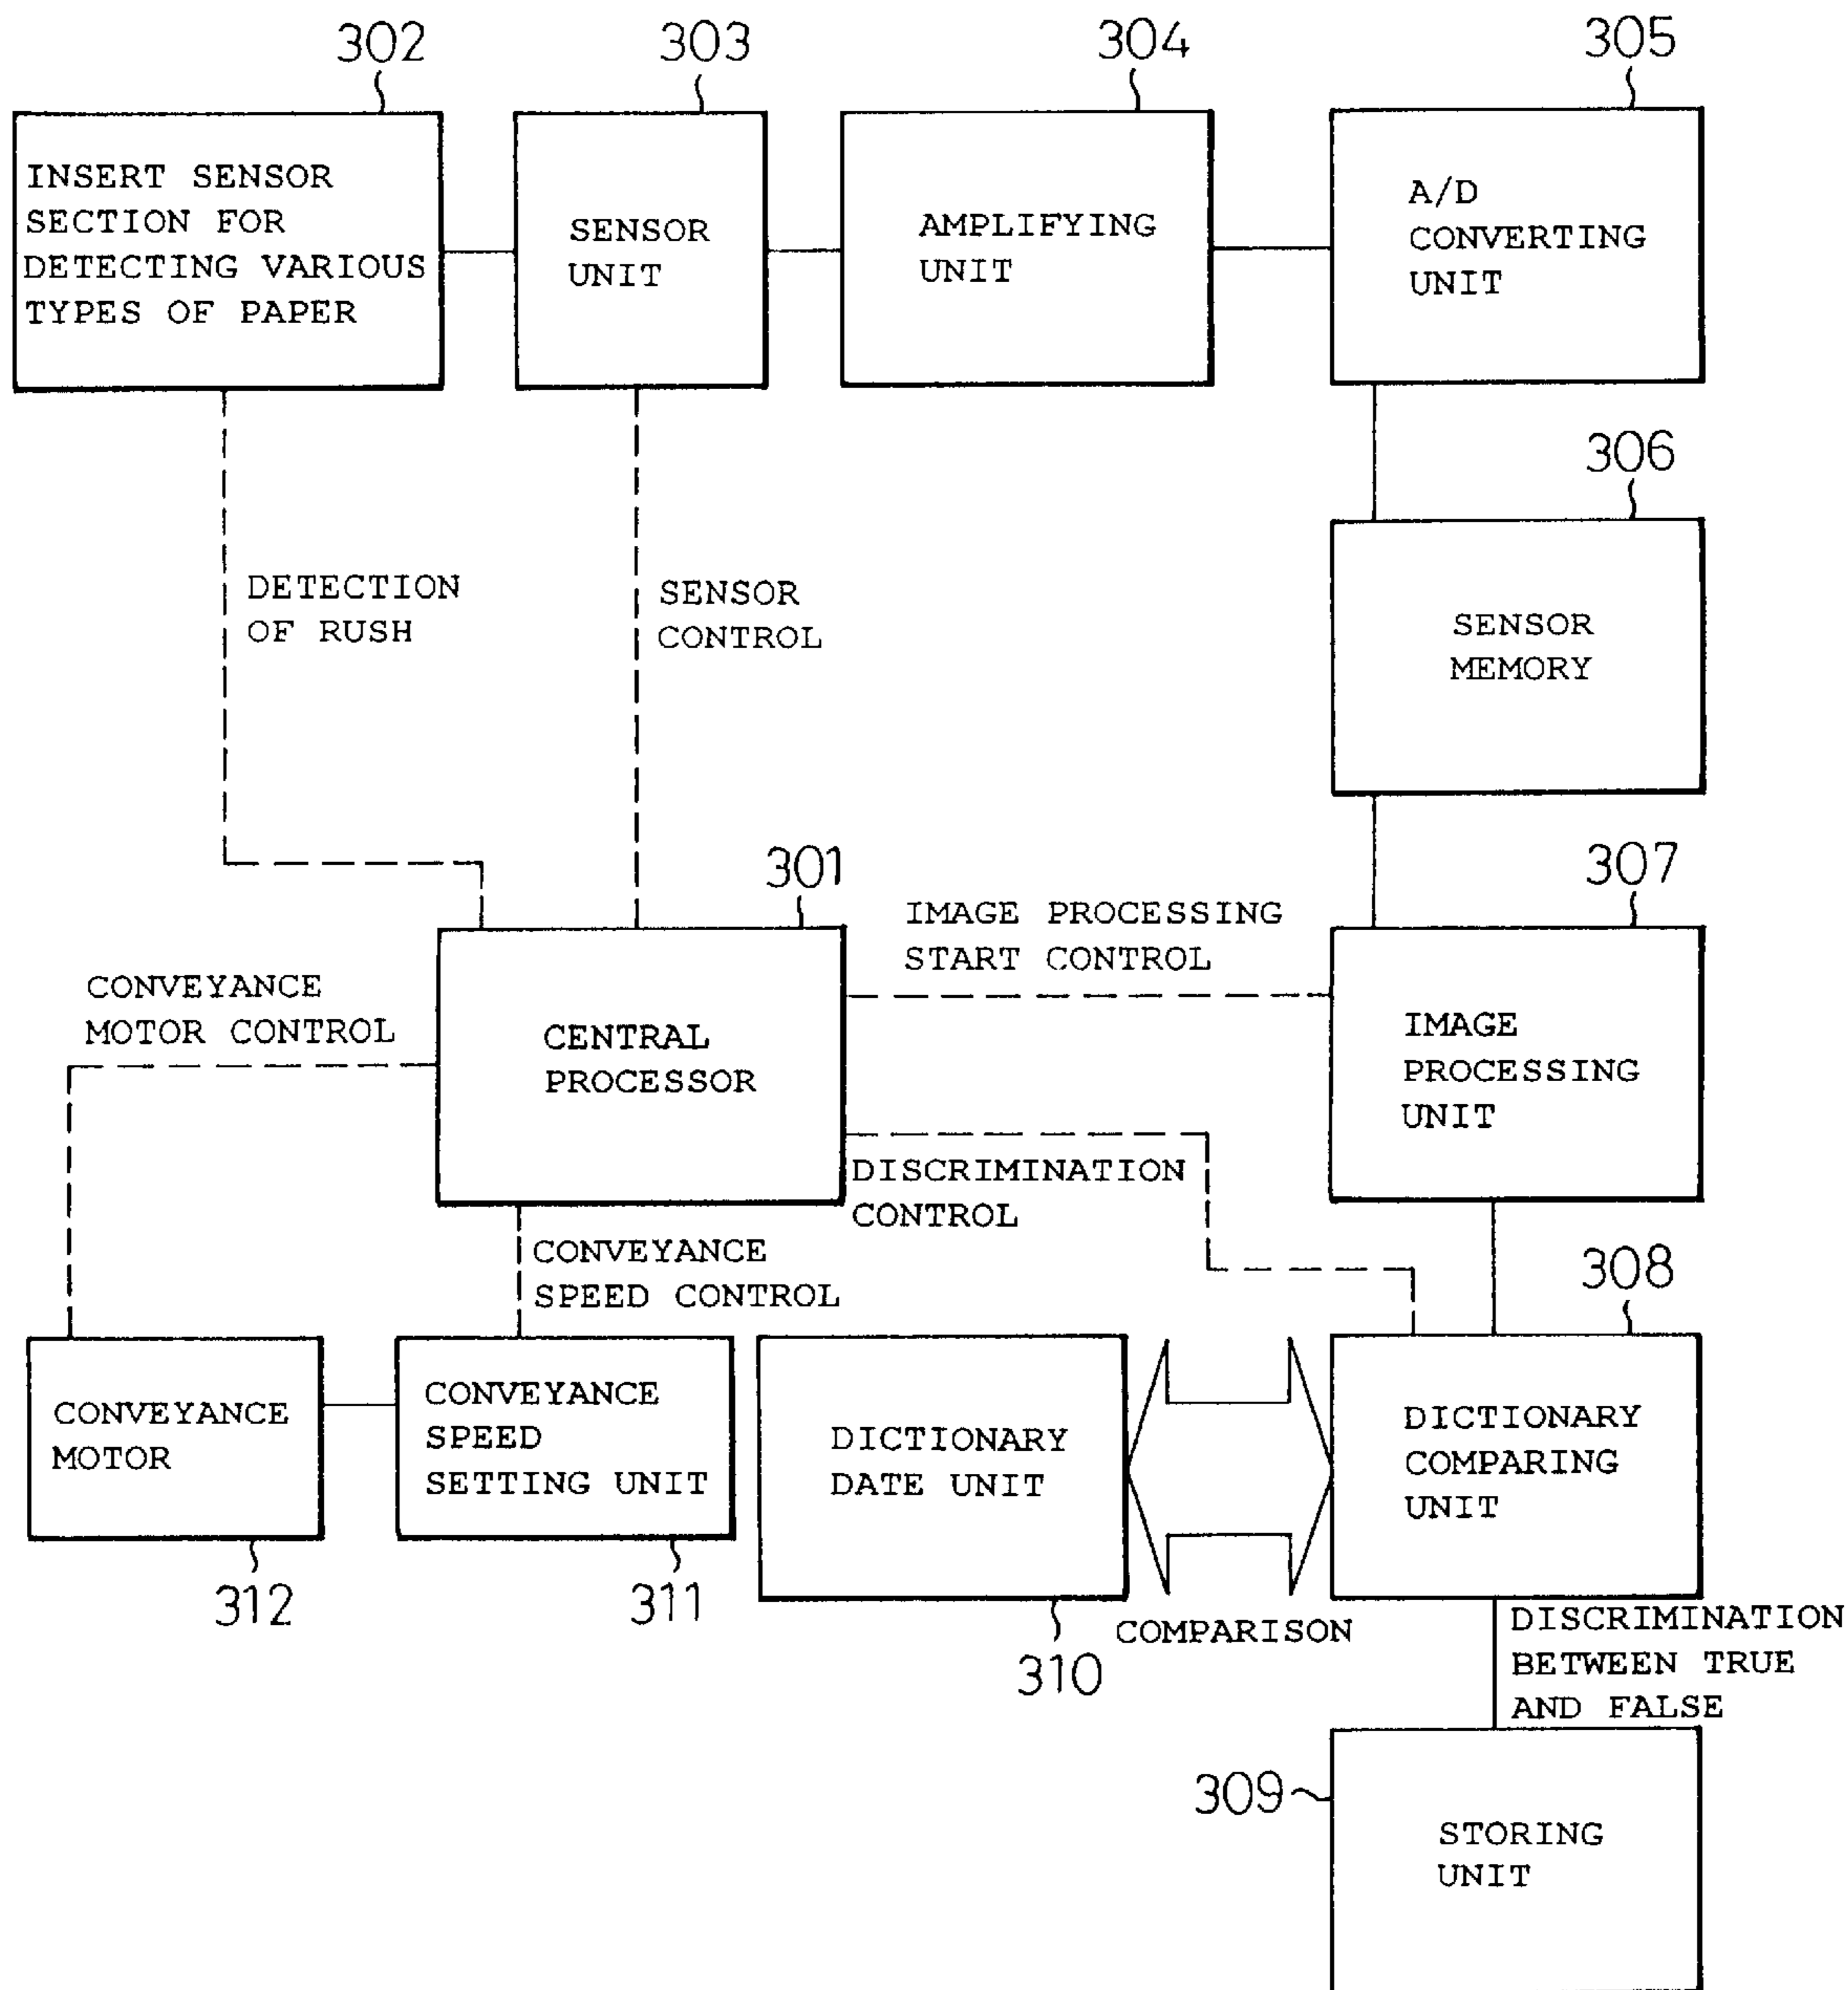 302
303
304
305
INSERT SENSOR
SECTION FOR
DETECTING VARIOUS
TYPES OF PAPER
SENSOR
UNIT
AMPLIFYING
UNIT
A/D
CONVERTING
UNIT
306
DETECTION
OF RUSH
SENSOR
CONTROL
SENSOR
MEMORY
301
307
IMAGE PROCESSING
START CONTROL
CONVEYANCE
MOTOR CONTROL
CENTRAL
PROCESSOR
IMAGE
PROCESSING
UNIT
DISCRIMINATION
CONTROL
CONVEYANCE
SPEED CONTROL
308
CONVEYANCE
MOTOR
CONVEYANCE
SPEED
SETTING UNIT
DICTIONARY
DATE UNIT
DICTIONARY
COMPARING
UNIT
312
311
310
COMPARISON
DISCRIMINATION
BETWEEN TRUE
AND FALSE
309
STORING
UNIT